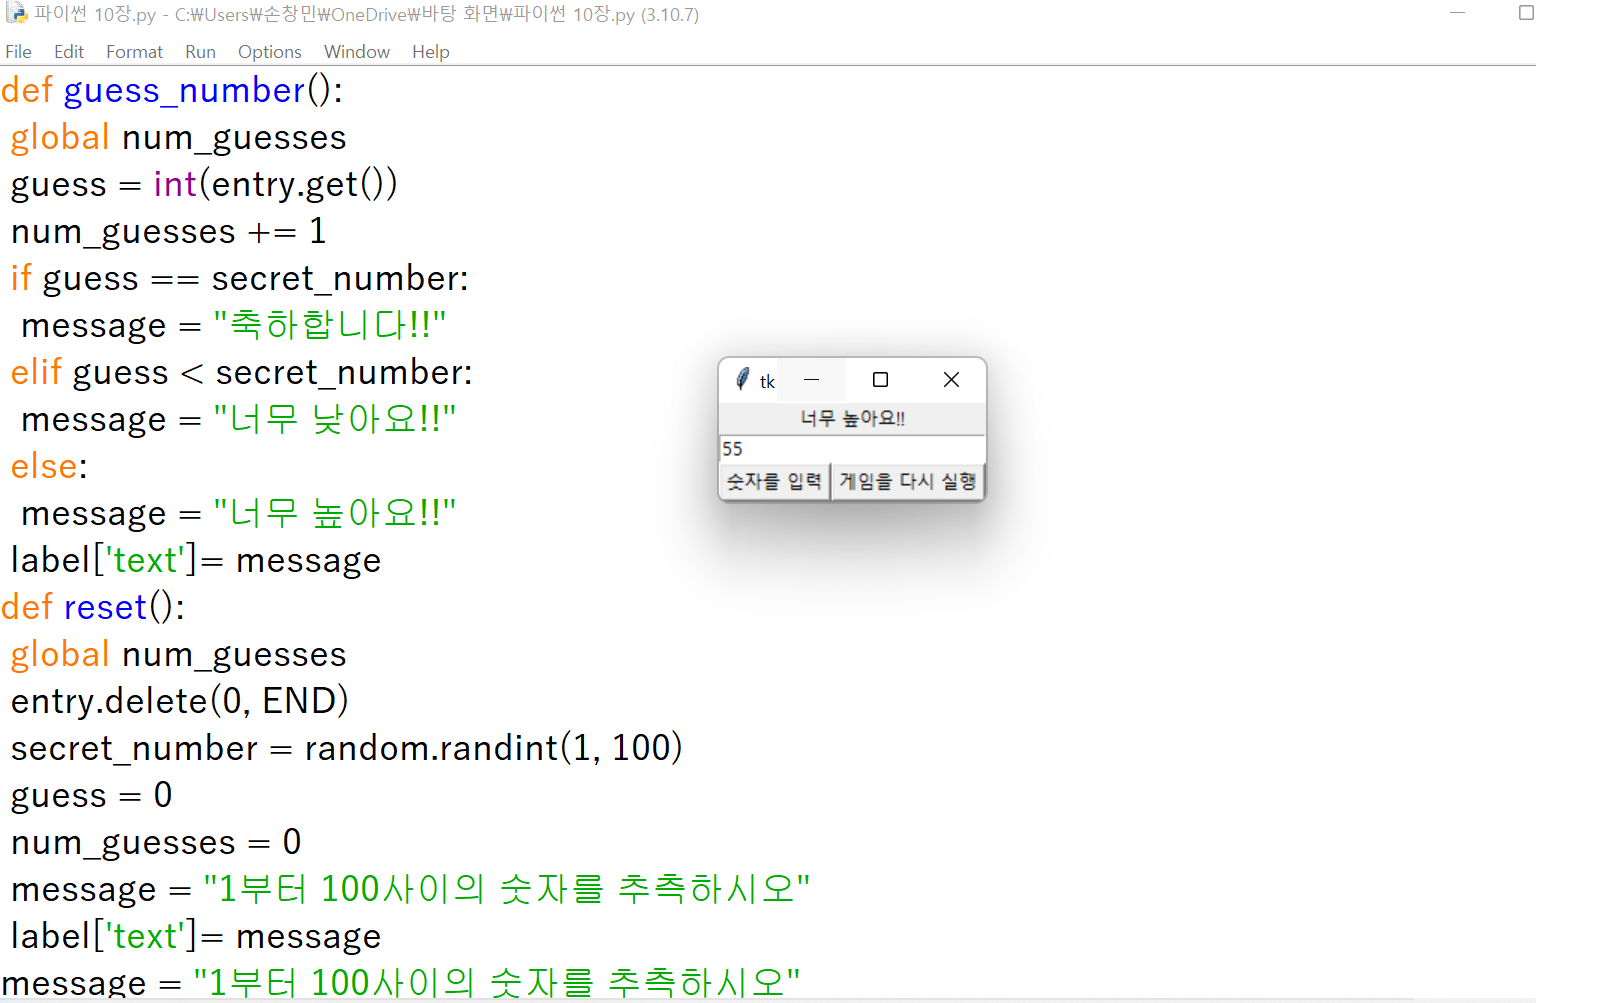 파이썬 10장.py - C:₩Users₩손창민₩OneDrive₩바탕 화면₩파이썬 10장.py (3.10.7)
File Edit Format Run Options Window Help
def guess_number():
global num_guesses
guess = int(entry.get())
num_guesses += 1
if guess == secret_number:
message = "축하합니다!!"
elif guess < secret_number:
message = "너무 낮아요!!"
else:
message = "너무 높아요!!"
label['text']= message
def reset():
global num_guesses
entry.delete(0, END)
secret_number = random.randint(1, 100)
guess = 0
num_guesses = 0
message = "1부터 100사이의 숫자를 추측하시오"
label['text']= message
message = "1부터 100사이의 숫자를 추측하시오"
tk
너무 높아요!!
55
숫자를 입력 게임을 다시 실행